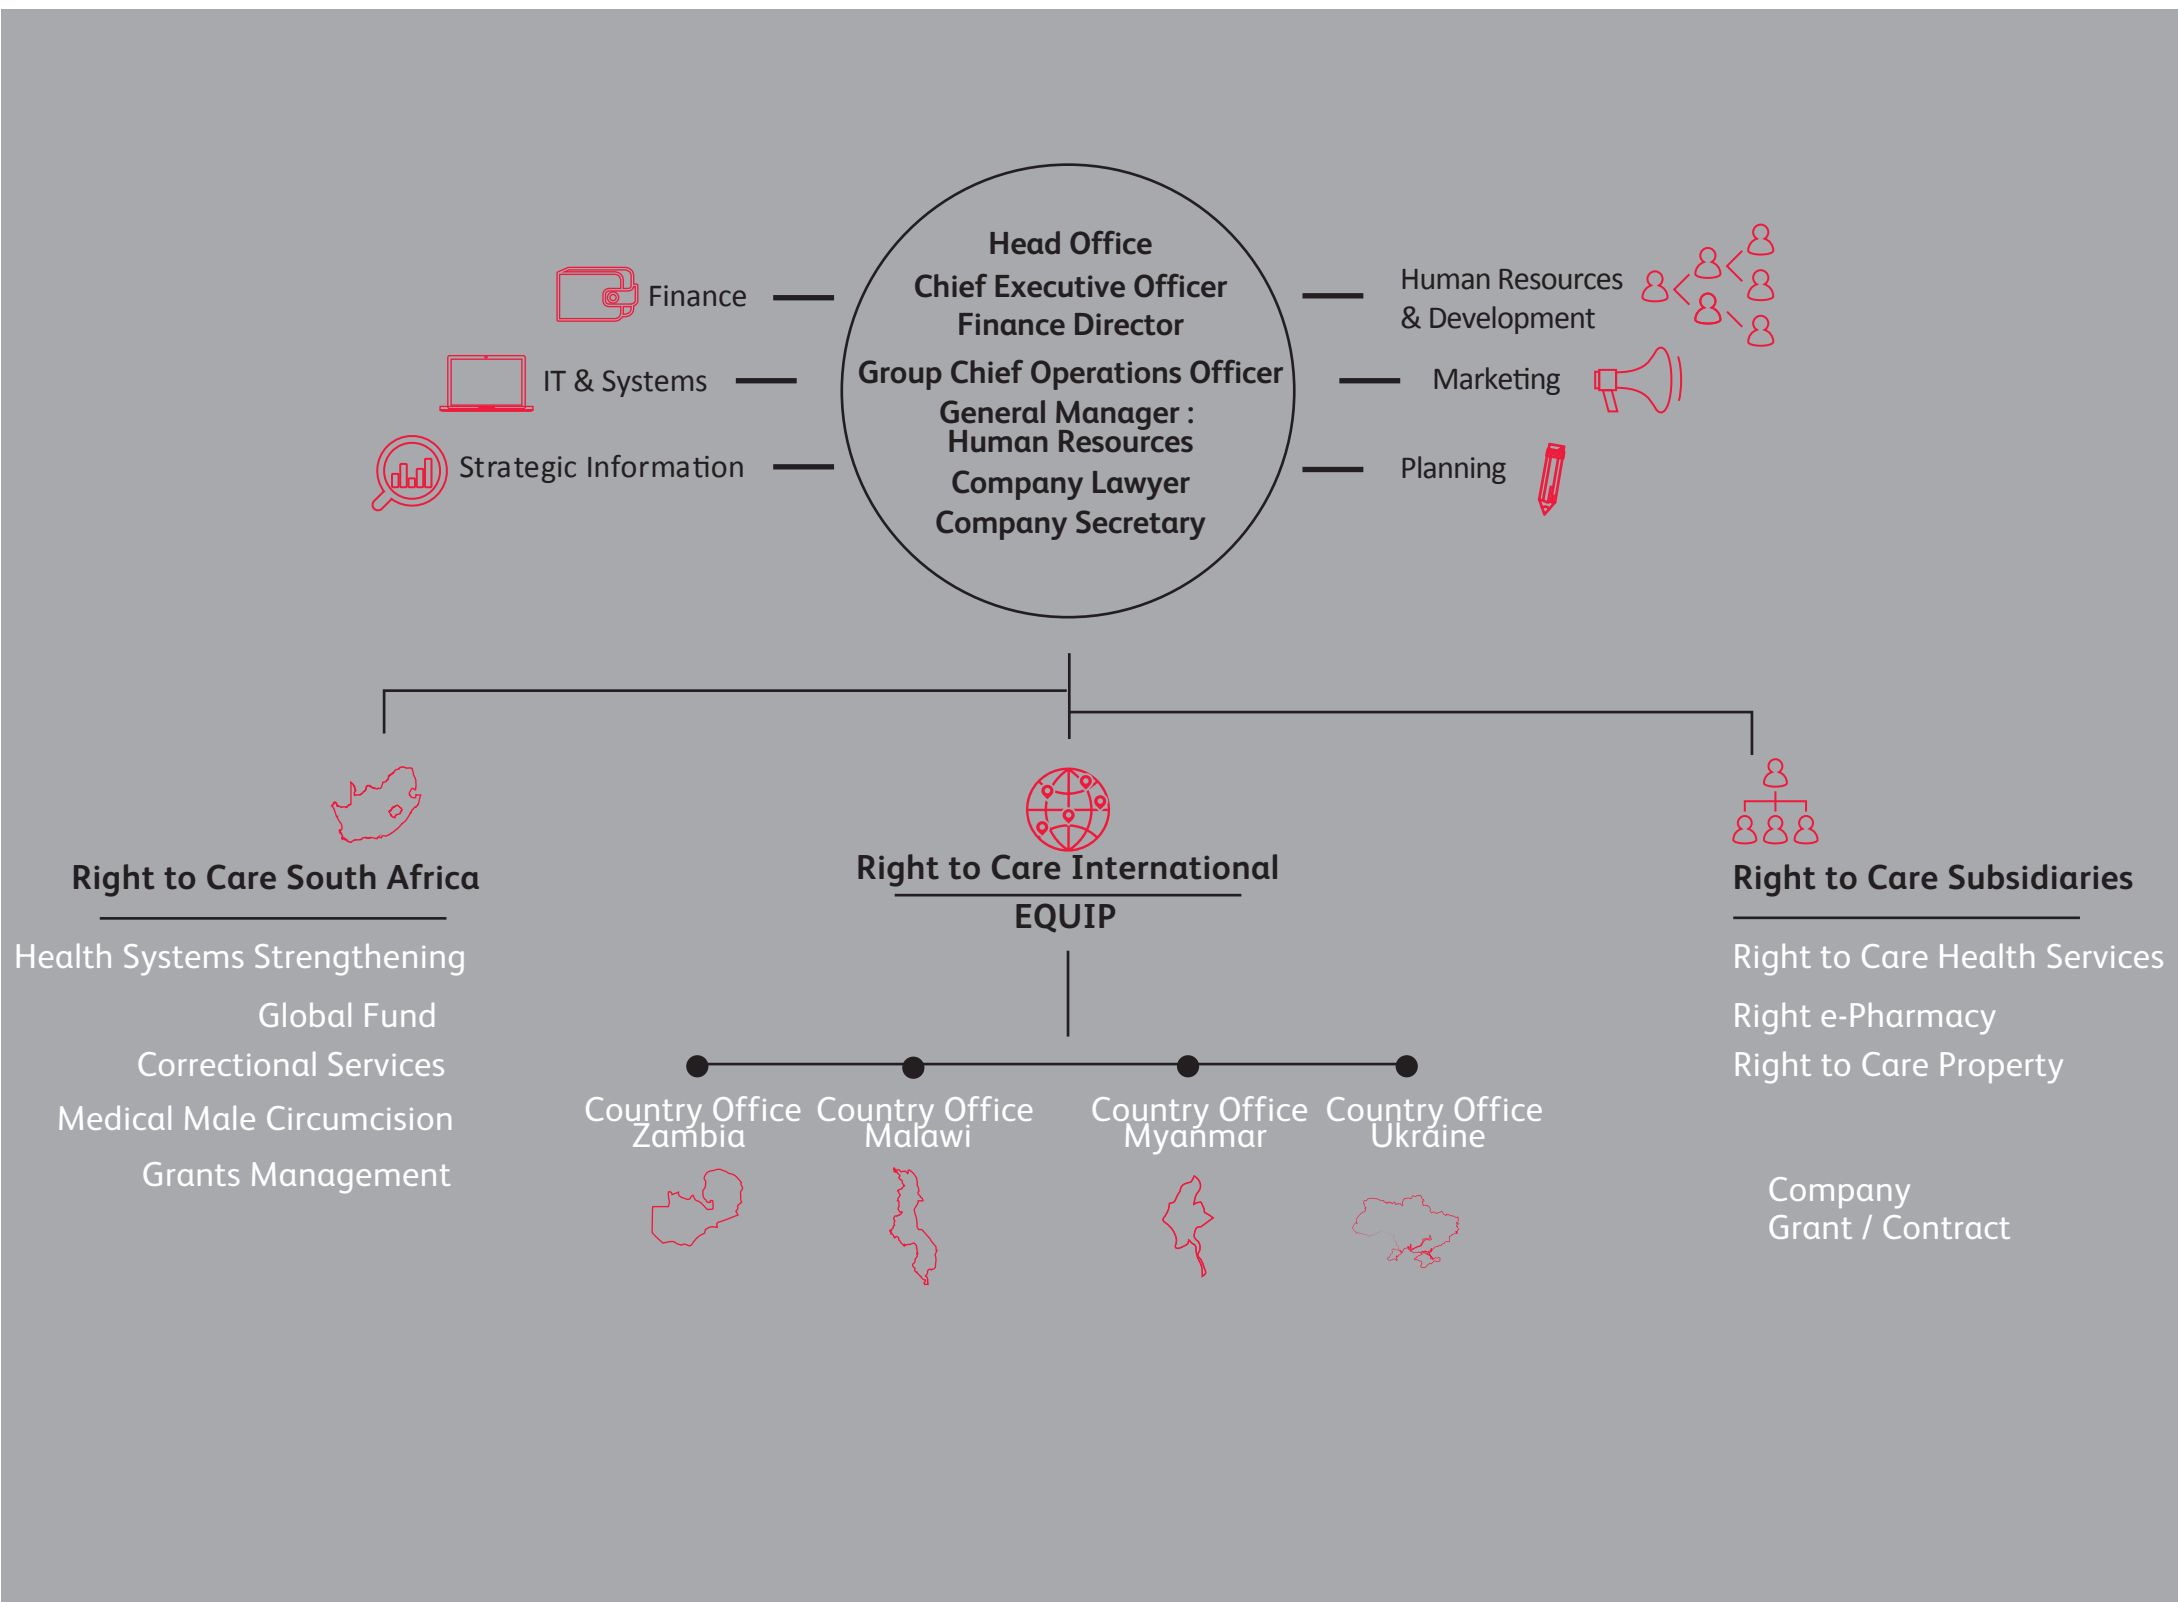 Head Office
Chief Executive Officer
Finance Director
Group Chief Operations Officer
General Manager :
Human Resources
Company Lawyer
Company Secretary
Finance
IT & Systems
Strategic Information
Human Resources
& Development
Marketing
Planning
Right to Care South Africa
Health Systems Strengthening
Global Fund
Correctional Services
Medical Male Circumcision
Grants Management
Right to Care International
EQUIP
Country Office
Zambia
Country Office
Malawi
Country Office
Myanmar
Country Office
Ukraine
Right to Care Subsidiaries
Right to Care Health Services
Right e-Pharmacy
Right to Care Property
Company
Grant / Contract